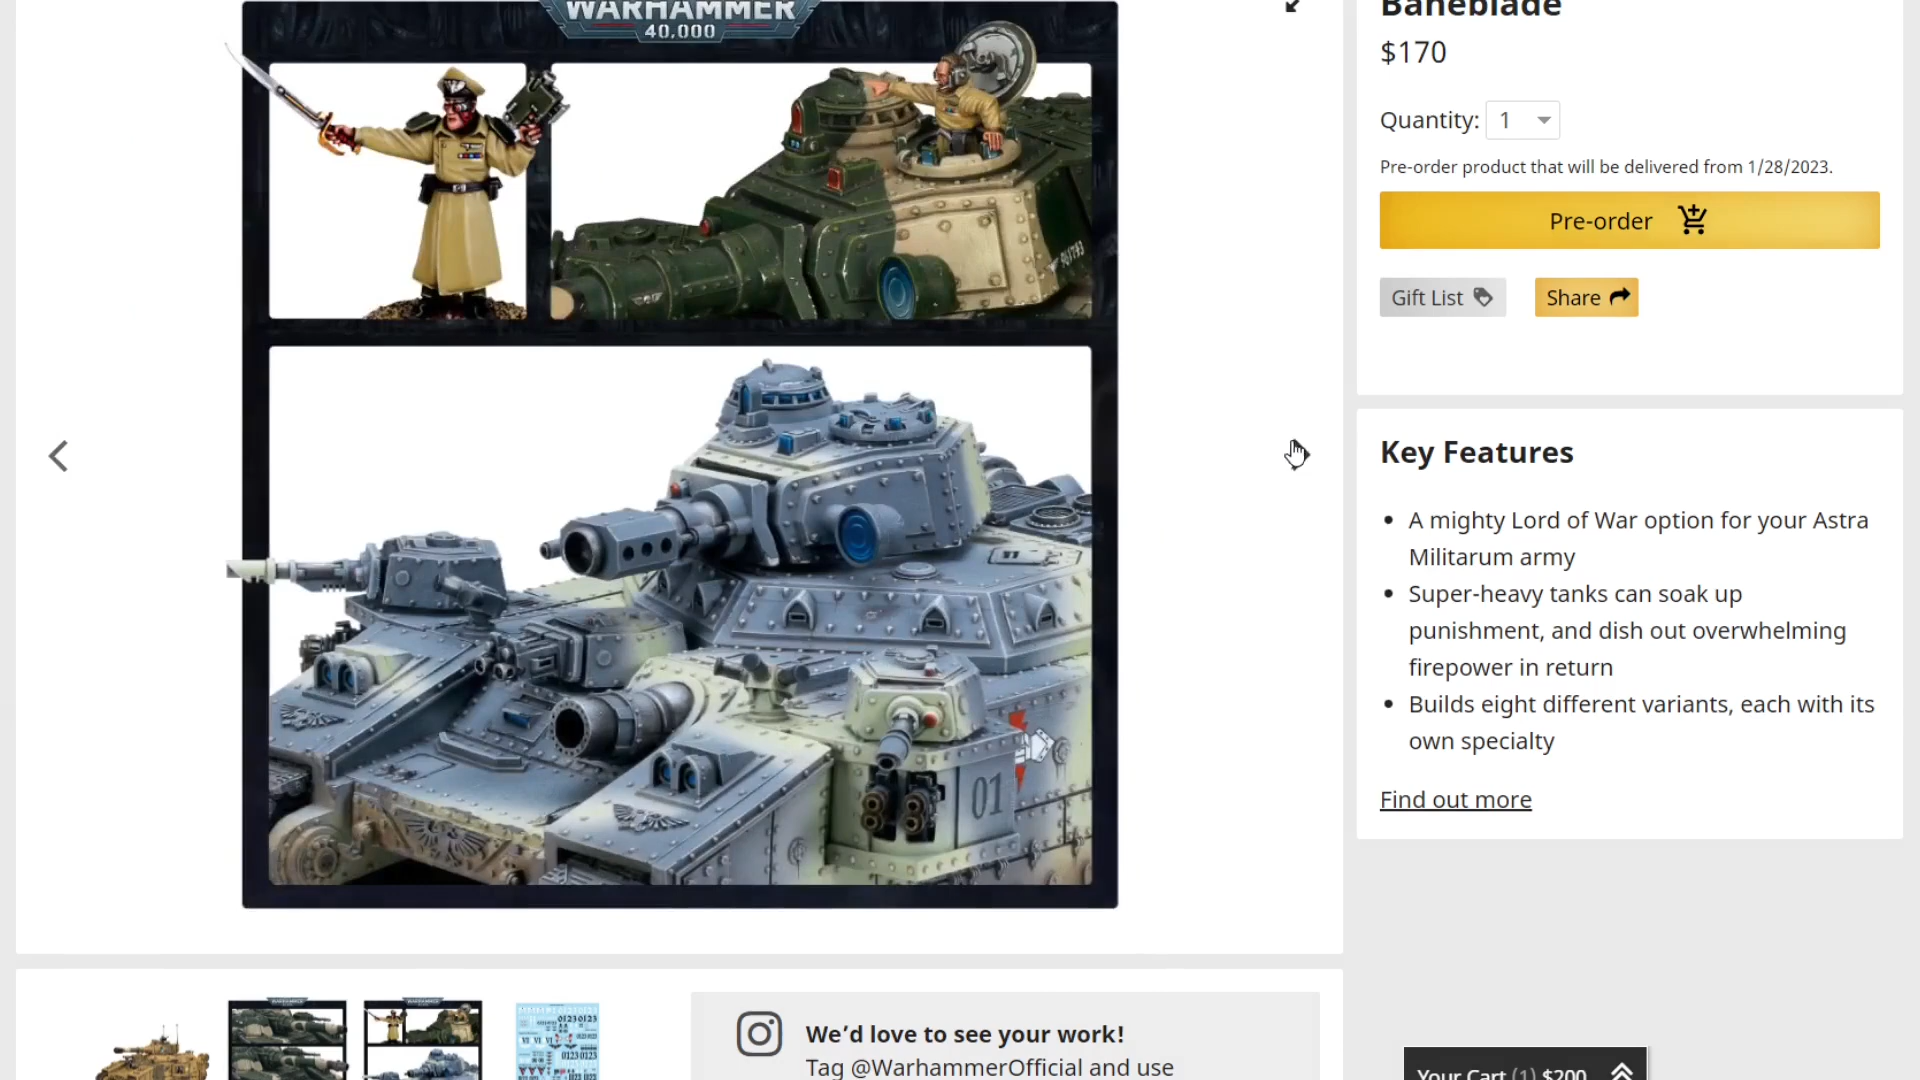 WARHAMMER
40,000
Baneblade
$170
Quantity: 1
Pre-order product that will be delivered from 1/28/2023.
Pre-order
Gift List
Share
Key Features
• A mighty Lord of War option for your Astra
Militarum army
• Super-heavy tanks can soak up
punishment, and dish out overwhelming
firepower in return
• Builds eight different variants, each with its
own specialty
Find out more
01
We’d love to see your work!
Tag @WarhammerOfficial and use
Your Cart (1) $200